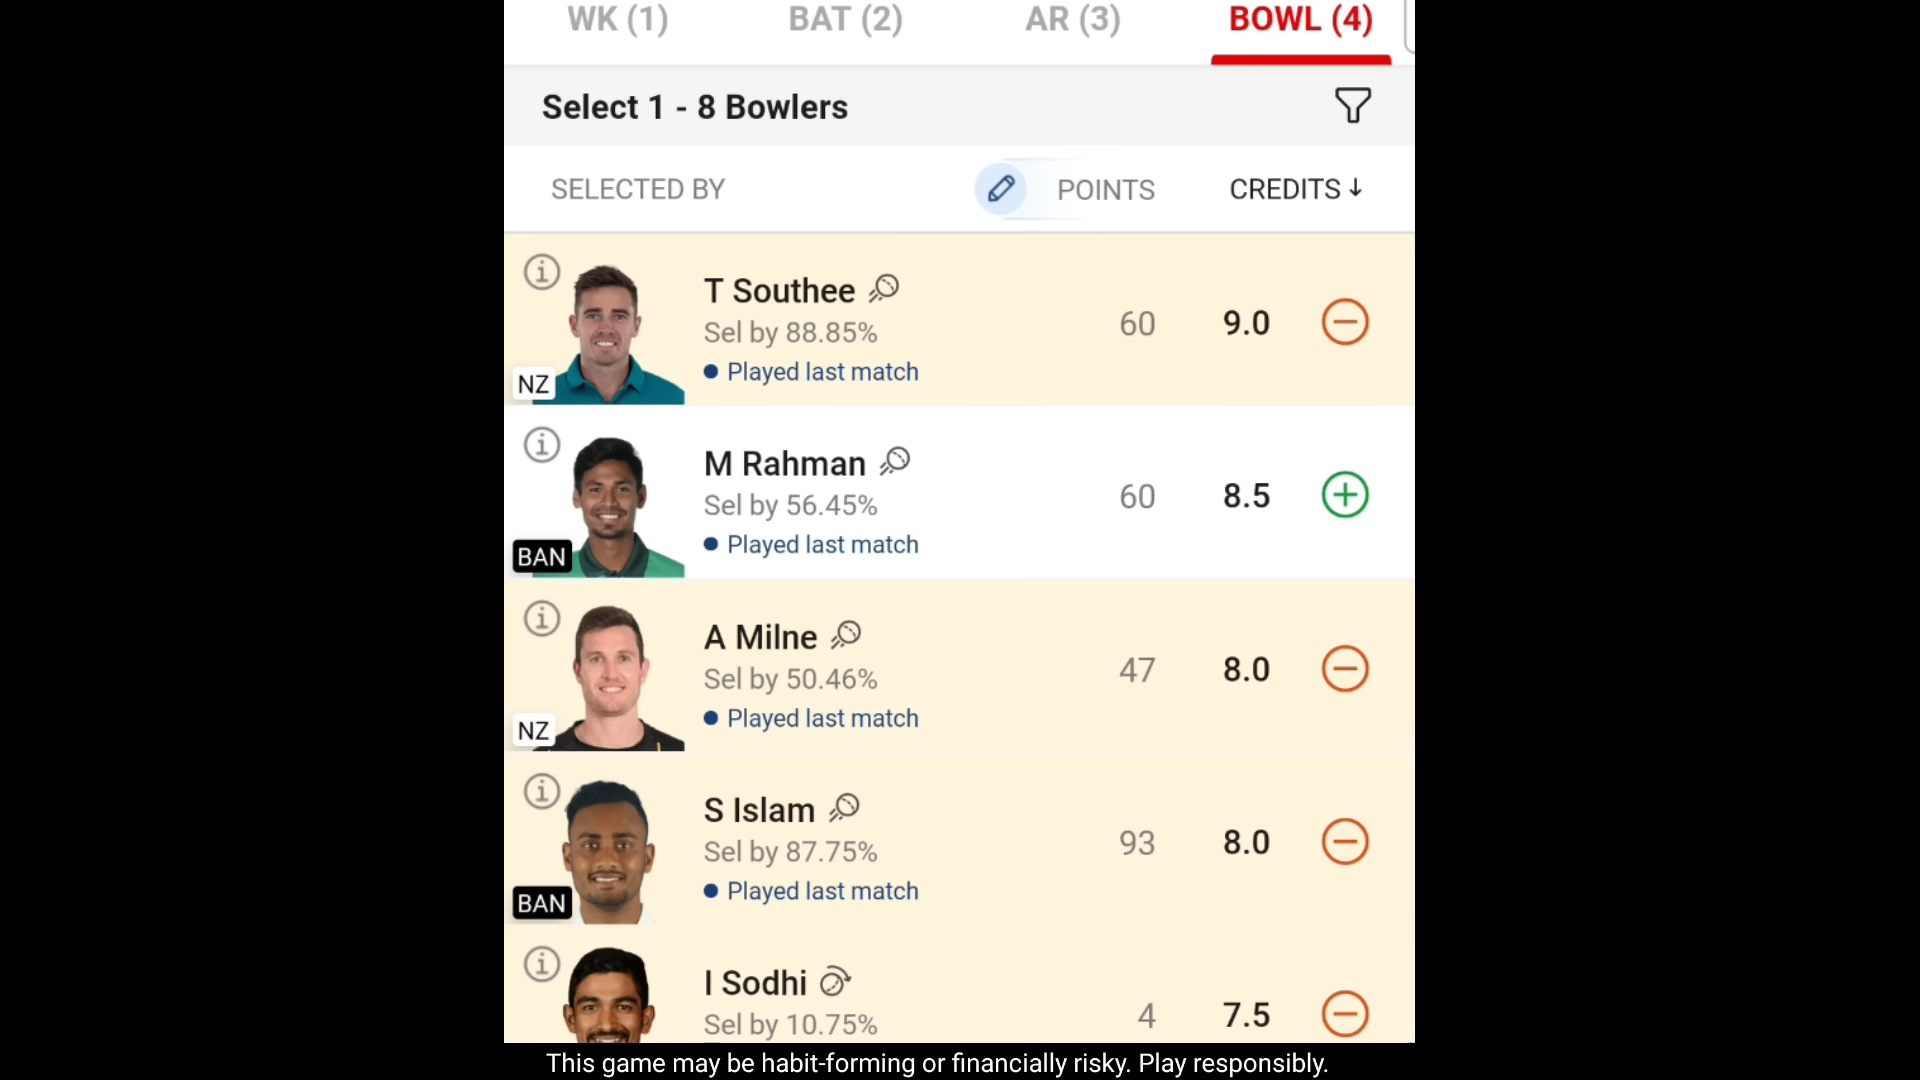 WK (1) BAT (2) AR (3) BOWL (4)
Select 1 - 8 Bowlers
SELECTED BY POINTS CREDITS↓
T Southee
Sel by 88.85% 60 9.0
Played last match
NZ
M Rahman
Sel by 56.45% 60 8.5
Played last match
BAN
A Milne
Sel by 50.46% 47 8.0
Played last match
NZ
S Islam
Sel by 87.75% 93 8.0
Played last match
BAN
I Sodhi
Sel by 10.75% 4 7.5
This game may be habit-forming or financially risky. Play responsibly.